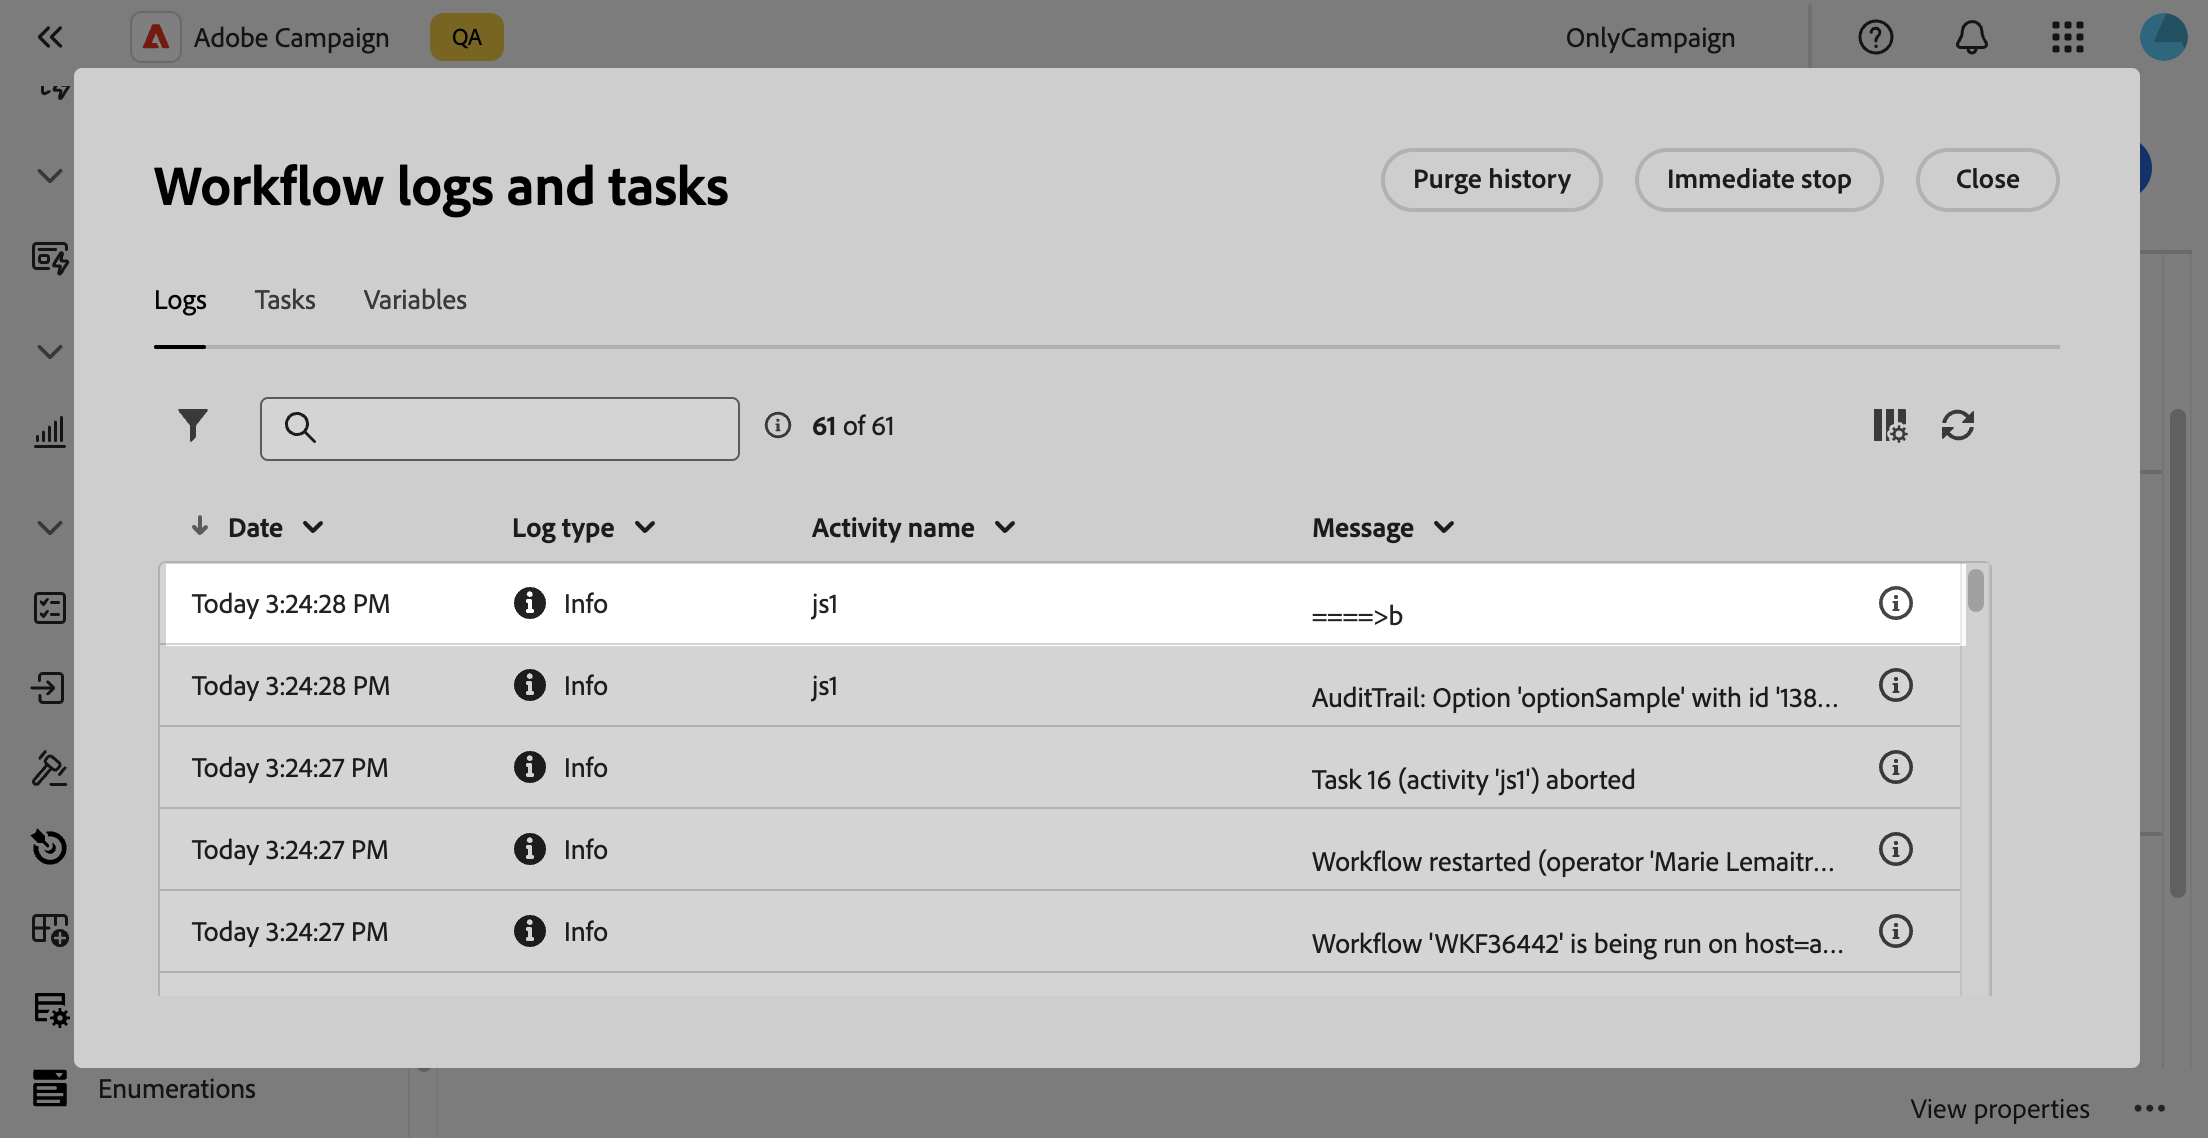 Adobe Campaign QA OnlyCampaign
Workflow logs and tasks Purge history Immediate stop Close
Logs Tasks Variables
61 of 61
Date Log type Activity name Message
Today 3:24:28 PM Info js1 ====>b
Today 3:24:28 PM Info js1 AuditTrail: Option 'optionSample' with id '138...
Today 3:24:27 PM Info Task 16 (activity 'js1') aborted
Today 3:24:27 PM Info Workflow restarted (operator 'Marie Lemaitr...
Today 3:24:27 PM Info Workflow 'WKF36442' is being run on host=a...
Enumerations
View properties